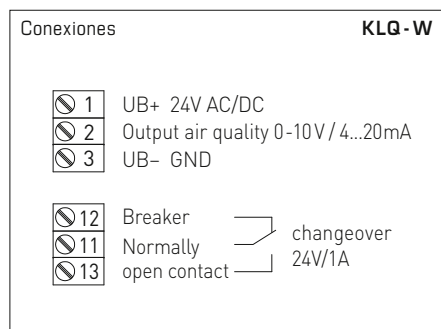 Conexiones KLQ-W
1 UB+ 24V AC/DC
2 Output air quality 0-10V / 4...20mA
3 UB– GND
12 Breaker
11 Normally
13 open contact
changeover
24V/1A